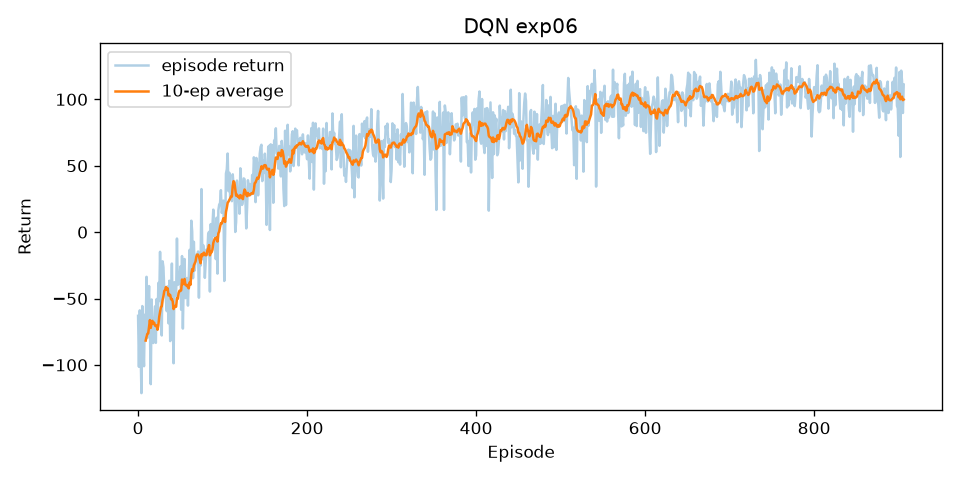 DQN exp06
episode return
10-ep average
100
50
0
−50
−100
Return
0 200 400 600 800
Episode